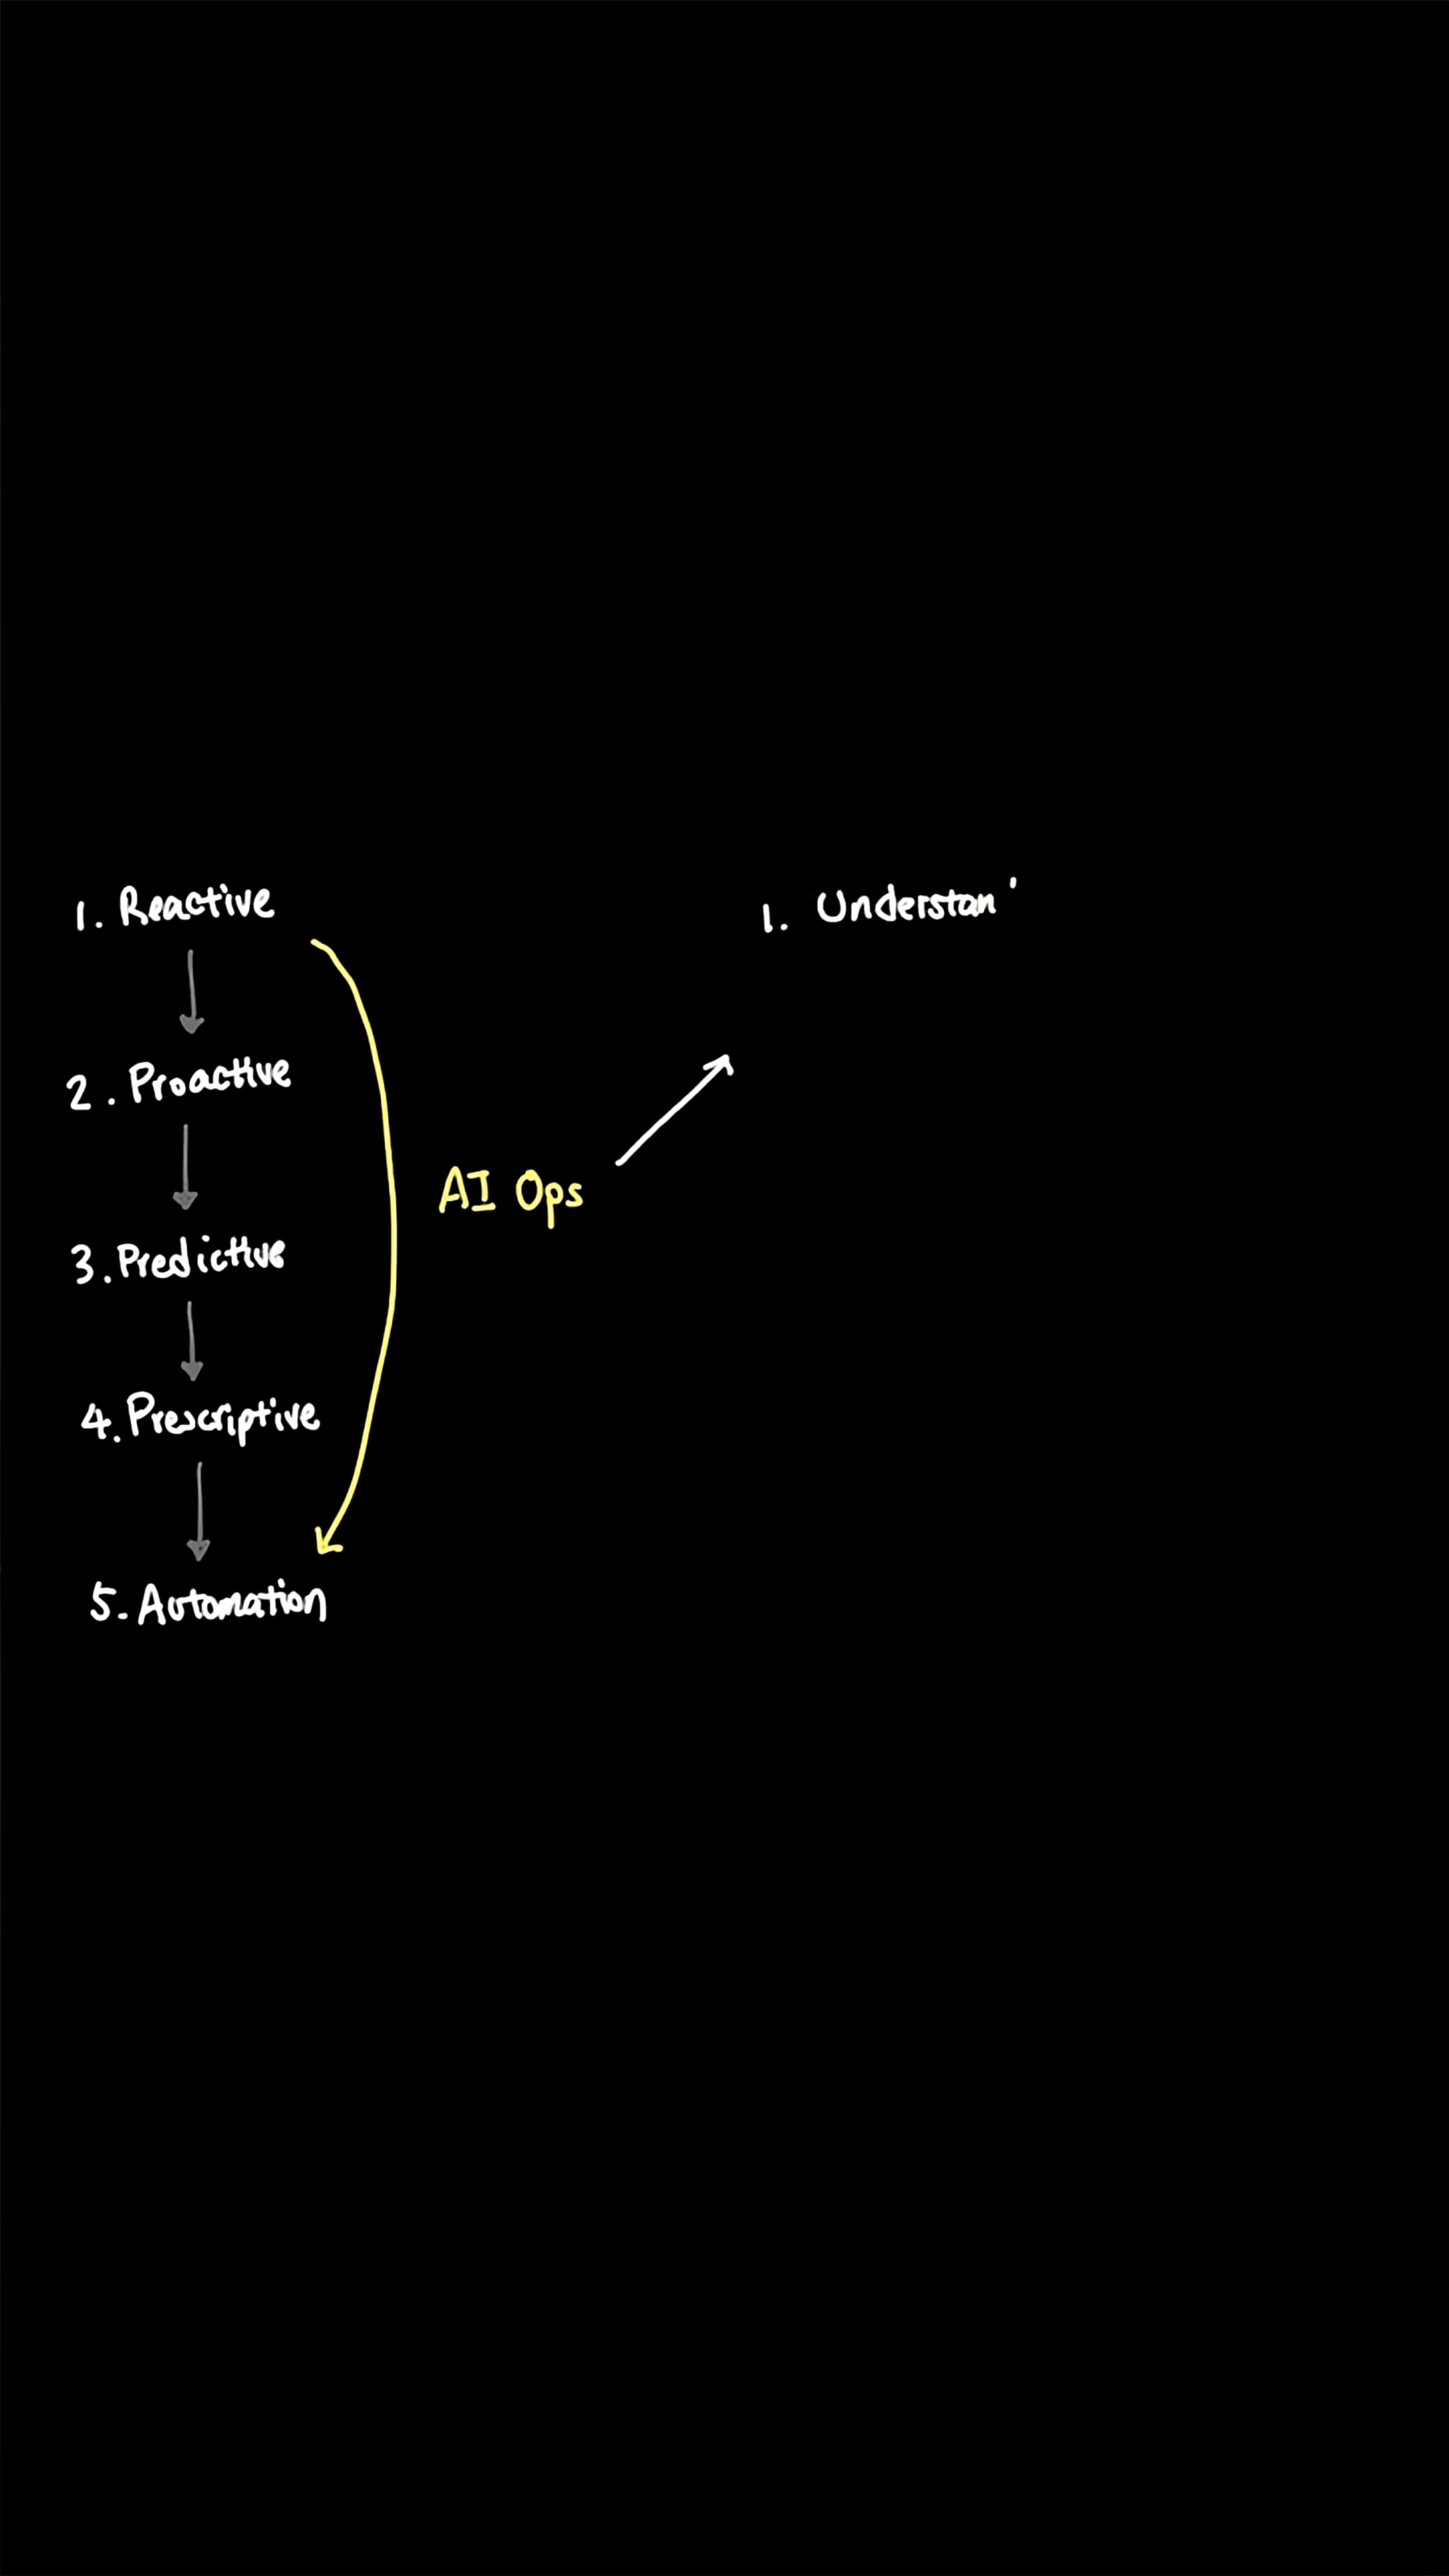 1. Reactive
2. Proactive
3. Predictive
4. Prescriptive
5. Automation
AI Ops
1. Understan